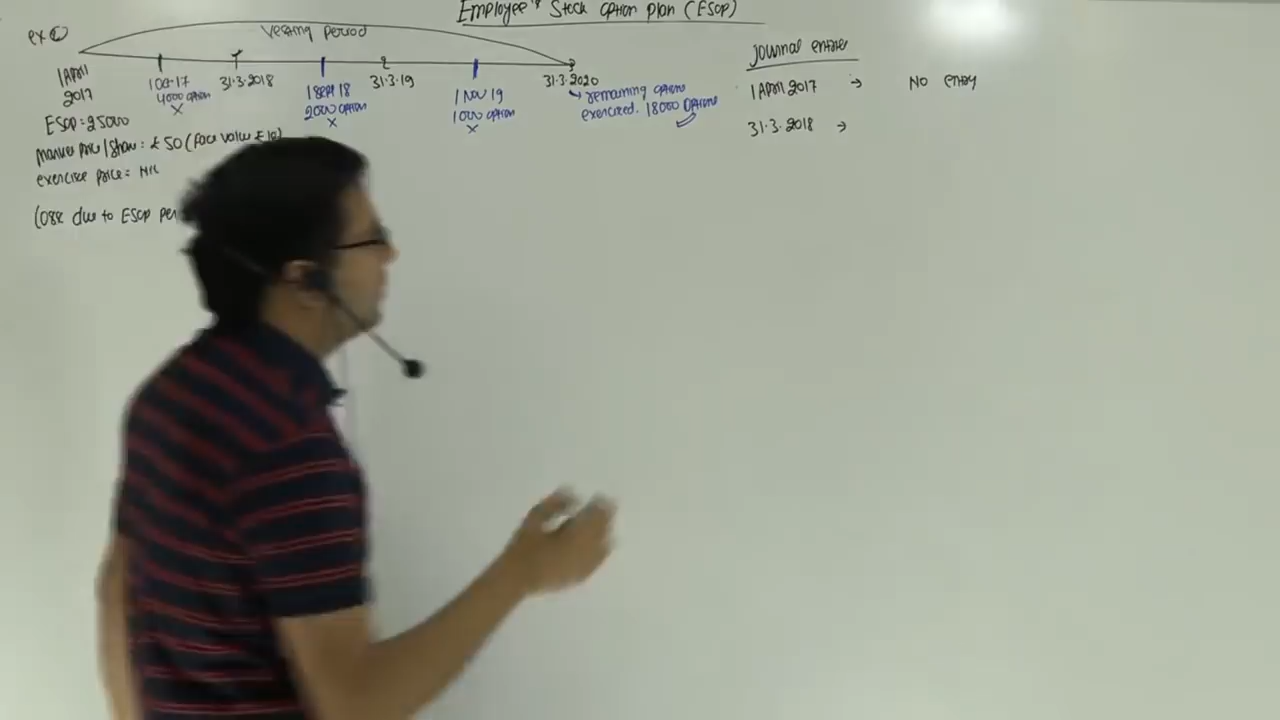 Employee's Stock Option Plan (ESOP)
ex ①
Vesting period
1 April
2017
1 Oct-17
4000 option
X
31.3.2018
1 Sept 18
2000 option
X
31.3.19
1 Nov 19
1000 option
X
31.3.2020
remaining options
exercised. 18000 options
ESOP = 25000
Market Price / Share: ₹ 50 (Face value ₹ 10)
exercise price = Nil
(Loss due to ESOP Per
Journal entries
1 April 2017 → No entry
31.3.2018 →